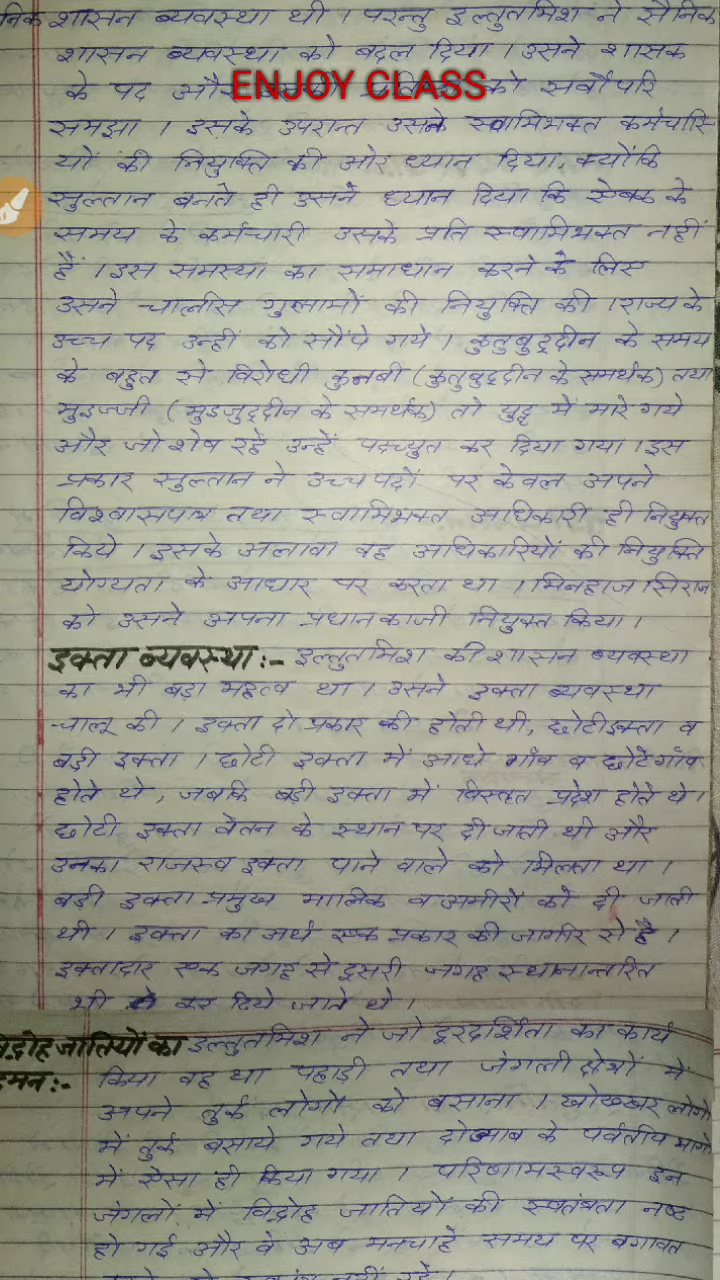 निक शासन व्यवस्था थी । परन्तु इल्तुतमिश ने सैनिक
शासन व्यवस्था को बदल दिया । उसने शासक
के पद और को सर्वोपरि
ENJOY CLASS
समझा । इसके उपरान्त उसने स्वामिभक्त कर्मचारि-
यों की नियुक्ति की ओर ध्यान दिया, क्योंकि
सुल्तान बनते ही उसने ध्यान दिया कि ऐबक के
समय के कर्मचारी उसके प्रति स्वामिभक्त नहीं
हैं । इस समस्या का समाधान करने के लिए
उसने चालीस गुलामों की नियुक्ति की । राज्य के
उच्च पद उन्हीं को सौंपे गये । कुतुबुद्दीन के समय
के बहुत से विरोधी कुतबी (कुतुबुद्दीन के समर्थक) तथा
मुइज्जी (मुइजुद्दीन के समर्थक) तो युद्ध में मारे गये
और जो शेष रहे उन्हें पदच्युत कर दिया गया । इस
प्रकार सुल्तान ने उच्च पदों पर केवल अपने
विश्वासपात्र तथा स्वामिभक्त अधिकारी ही नियुक्त
किये । इसके अलावा वह अधिकारियों की नियुक्ति
योग्यता के आधार पर करता था । मिनहाज सिराज
को उसने अपना प्रधान काजी नियुक्त किया ।
इक्ता व्यवस्था :- इल्तुतमिश की शासन व्यवस्था
का भी बड़ा महत्व था । उसने इक्ता व्यवस्था
चालू की । इक्ता दो प्रकार की होती थी, छोटी इक्ता व
बड़ी इक्ता । छोटी इक्ता में आधे गाँव व छोटे गाँव
होते थे, जबकि बडी इक्ता में विस्तृत प्रदेश होते थे।
छोटी इक्ता वेतन के स्थान पर दी जाती थी और
उनका राजस्व इक्ता पाने वाले को मिलता था ।
बडी इक्ता प्रमुख मालिक व अमीरों को दी जाती
थी । इक्ता का अर्थ एक प्रकार की जागीर से है ।
इक्तादार एक जगह से दूसरी जगह स्थानान्तरित
भी कर दिये जाते थे ।
विद्रोह जातियों का इल्तुतमिश ने जो दूरदर्शिता का कार्य
दमन :- किया वह था पहाड़ी तथा जंगली क्षेत्रों में
अपने तुर्क लोगों को बसाना । खोक्खर लोगो
में तुर्क बसाये गये तथा दोआब के पर्वतीय भागो
में ऐसा ही किया गया । परिणामस्वरूप इन
जंगलों में विद्रोह जातियों की स्वतंत्रता नष्ट
हो गई और वे अब मनचाहे समय पर बगावत
नहीं रहे ।